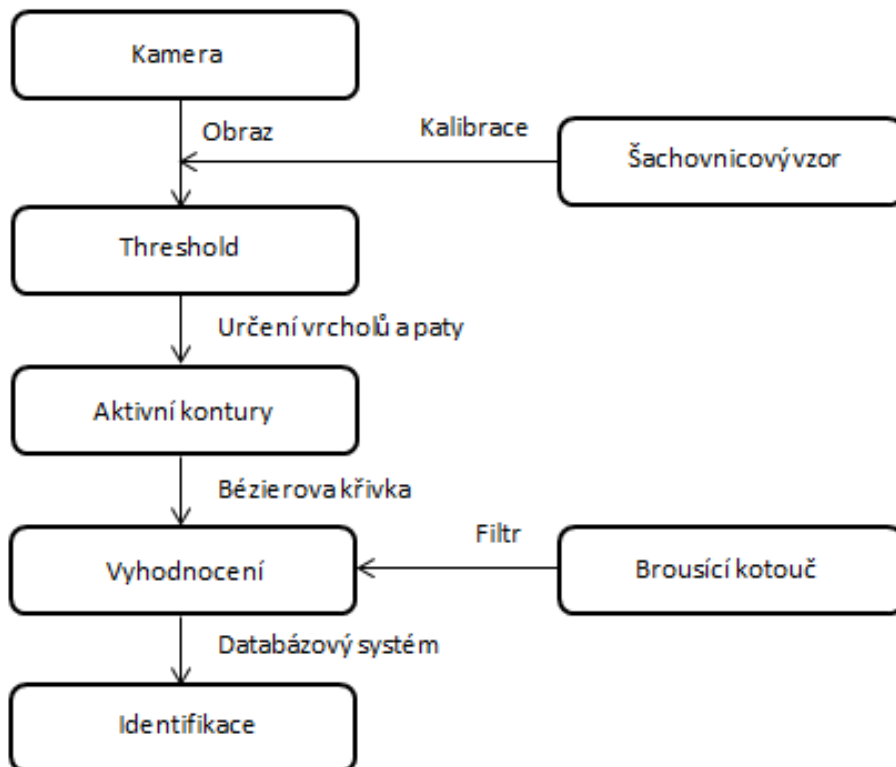 Kamera
Obraz
Kalibrace
Šachovnicový vzor
Threshold
Určení vrcholů a paty
Aktivní kontury
Bézierova křivka
Filtr
Vyhodnocení
Brousící kotouč
Databázový systém
Identifikace